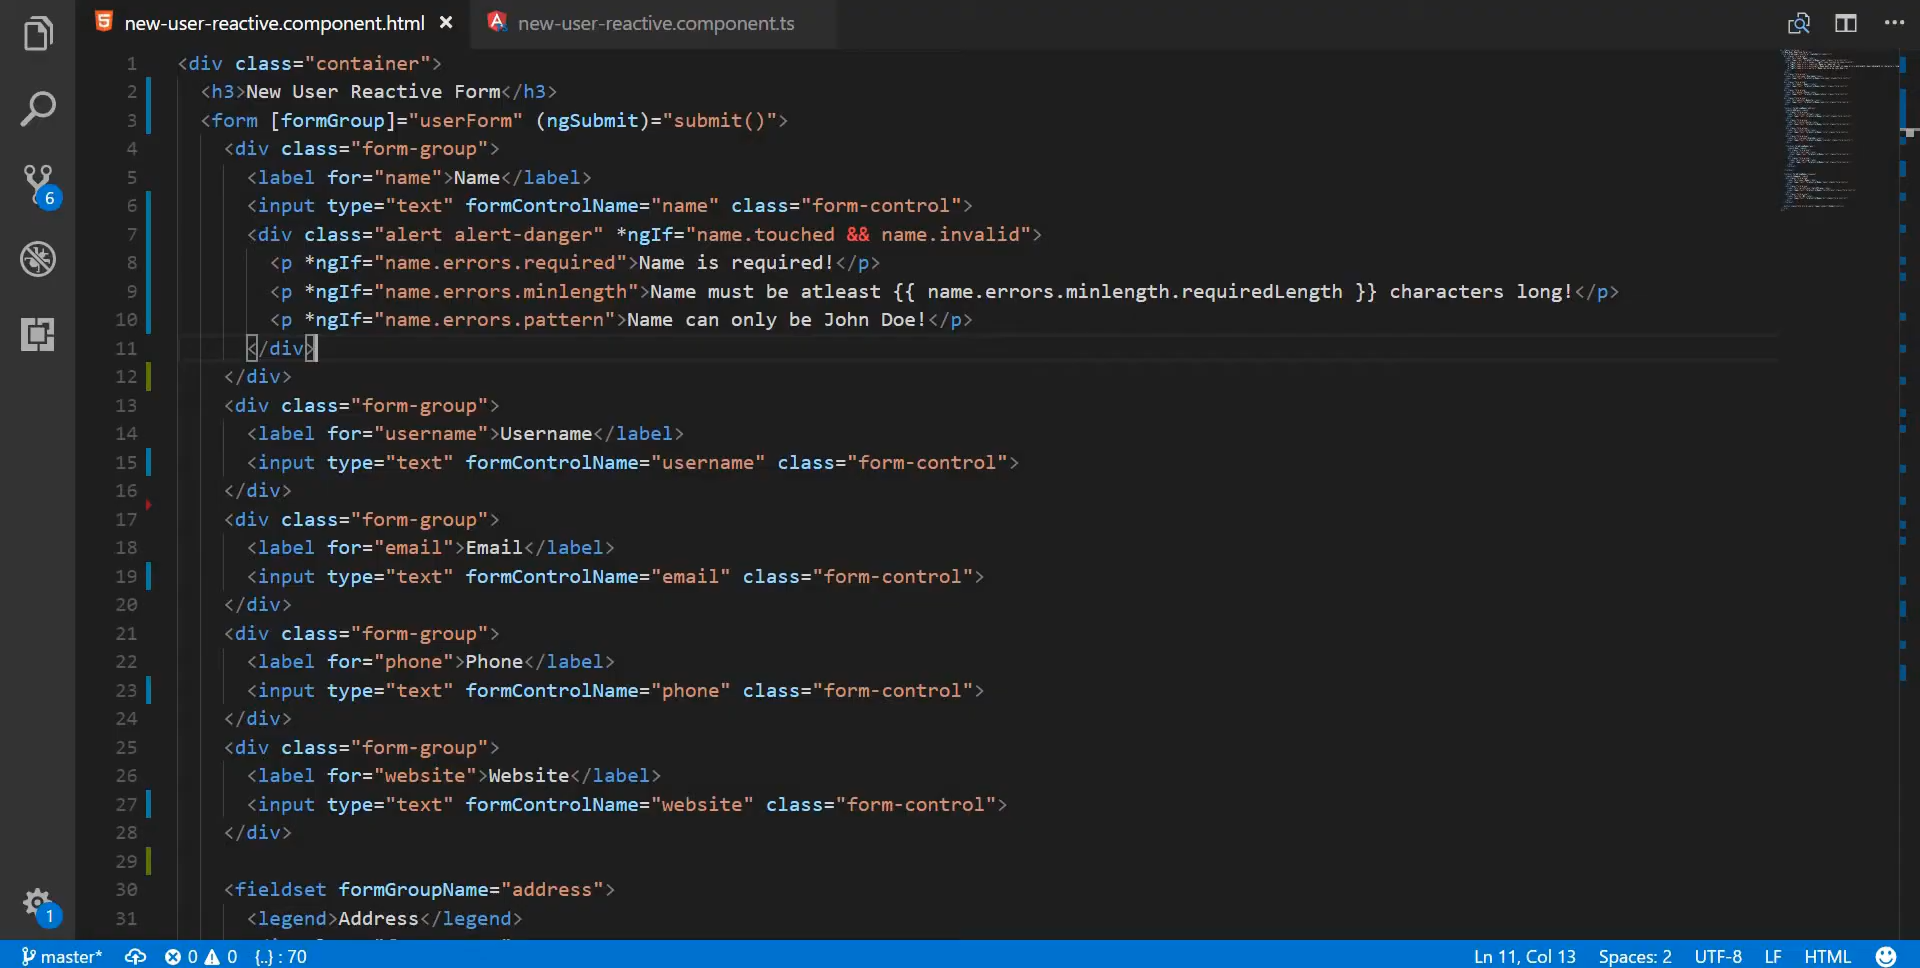 new-user-reactive.component.html × new-user-reactive.component.ts
1 <div class="container">
2 <h3>New User Reactive Form</h3>
3 <form [formGroup]="userForm" (ngSubmit)="submit()">
4 <div class="form-group">
5 <label for="name">Name</label>
6 <input type="text" formControlName="name" class="form-control">
7 <div class="alert alert-danger" *ngIf="name.touched && name.invalid">
8 <p *ngIf="name.errors.required">Name is required!</p>
9 <p *ngIf="name.errors.minlength">Name must be atleast {{ name.errors.minlength.requiredLength }} characters long!</p>
10 <p *ngIf="name.errors.pattern">Name can only be John Doe!</p>
11 </div>
12 </div>
13 <div class="form-group">
14 <label for="username">Username</label>
15 <input type="text" formControlName="username" class="form-control">
16 </div>
17 <div class="form-group">
18 <label for="email">Email</label>
19 <input type="text" formControlName="email" class="form-control">
20 </div>
21 <div class="form-group">
22 <label for="phone">Phone</label>
23 <input type="text" formControlName="phone" class="form-control">
24 </div>
25 <div class="form-group">
26 <label for="website">Website</label>
27 <input type="text" formControlName="website" class="form-control">
28 </div>
29
30 <fieldset formGroupName="address">
31 <legend>Address</legend>
6
1
master* 0 0 {..} : 70 Ln 11, Col 13 Spaces: 2 UTF-8 LF HTML